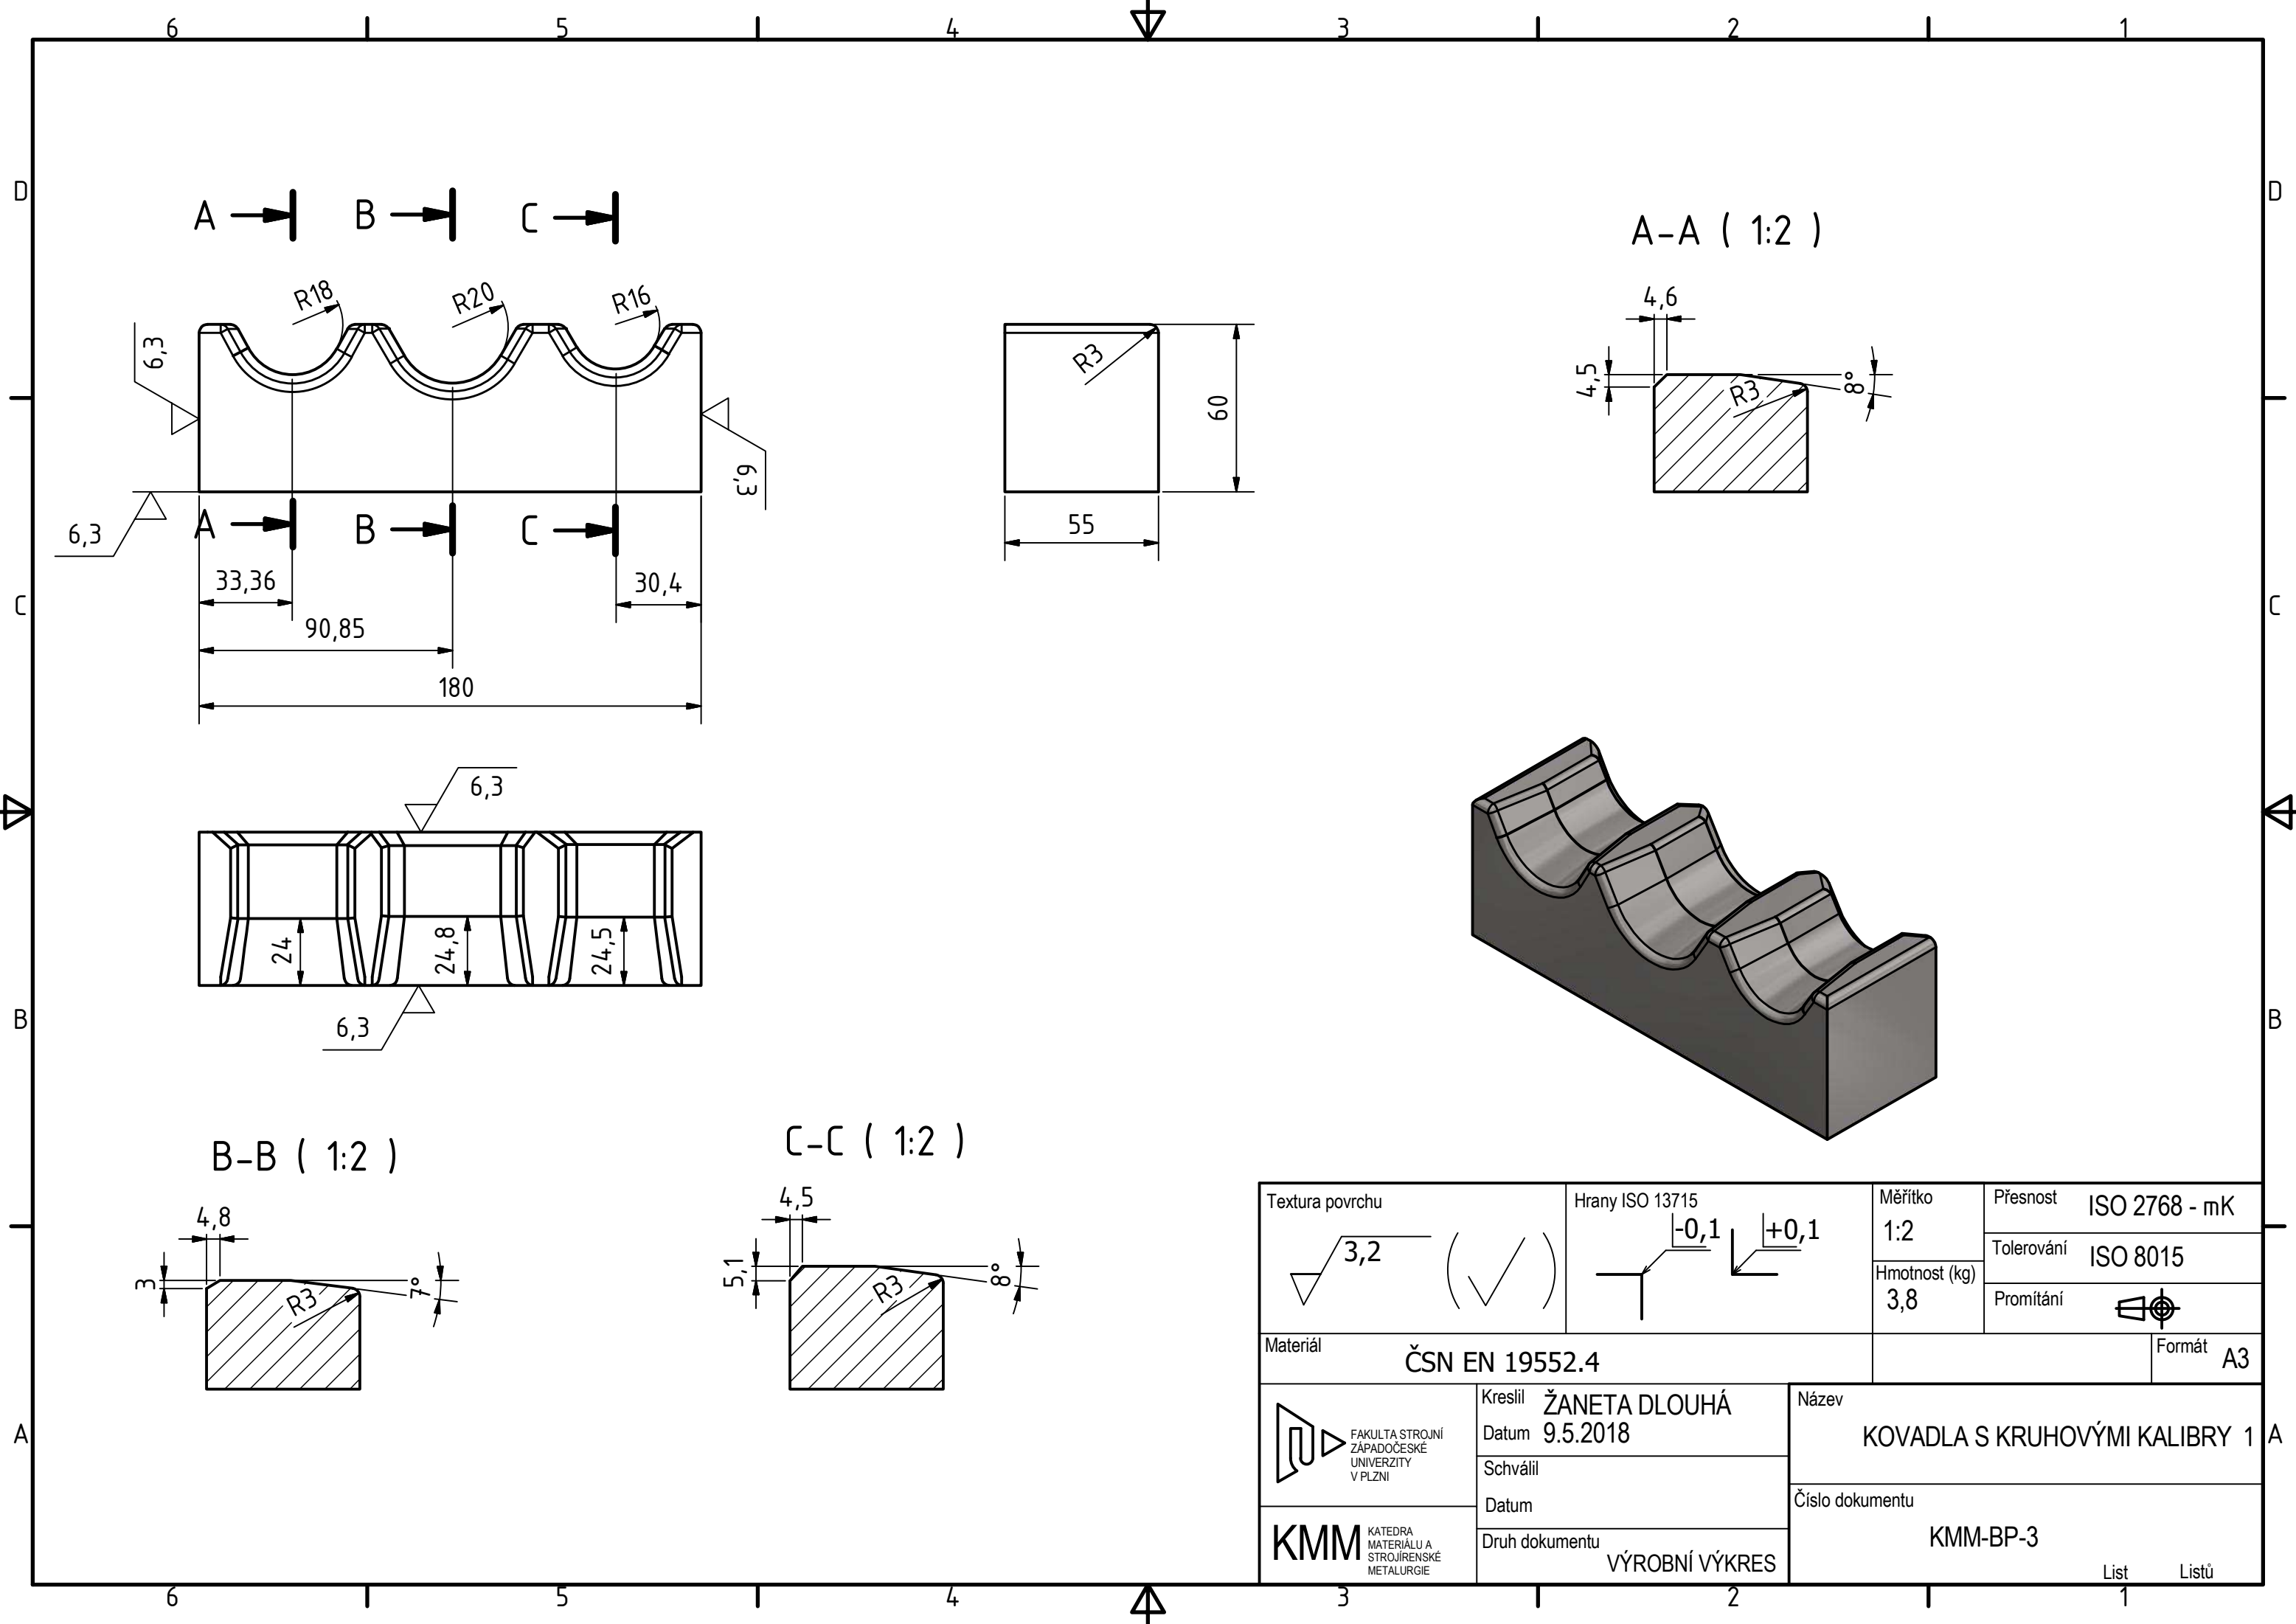 6 5 4 3 2 1
D D
A B C
A-A ( 1:2 )
R18 R20 R16
4,6
6,3
R3
4,5
R3
8°
60
6,3
6,3
A B C
55
33,36
30,4
90,85
180
C C
6,3
24
24,8
24,5
6,3
B B
B-B ( 1:2 )
C-C ( 1:2 )
4,8
3
R3
7°
4,5
5,1
R3
8°
Textura povrchu
3,2
Hrany ISO 13715
-0,1 +0,1
Měřítko
1:2
Hmotnost (kg)
3,8
Přesnost ISO 2768 - mK
Tolerování ISO 8015
Promítání
Materiál
ČSN EN 19552.4
Formát A3
FAKULTA STROJNÍ
ZÁPADOČESKÉ
UNIVERZITY
V PLZNI
Kreslil ŽANETA DLOUHÁ
Datum 9.5.2018
Schválil
Datum
Název
KOVADLA S KRUHOVÝMI KALIBRY 1
A A
KMM
KATEDRA
MATERIÁLU A
STROJÍRENSKÉ
METALURGIE
Druh dokumentu
VÝROBNÍ VÝKRES
Číslo dokumentu
KMM-BP-3
List Listů
6 5 4 3 2 1